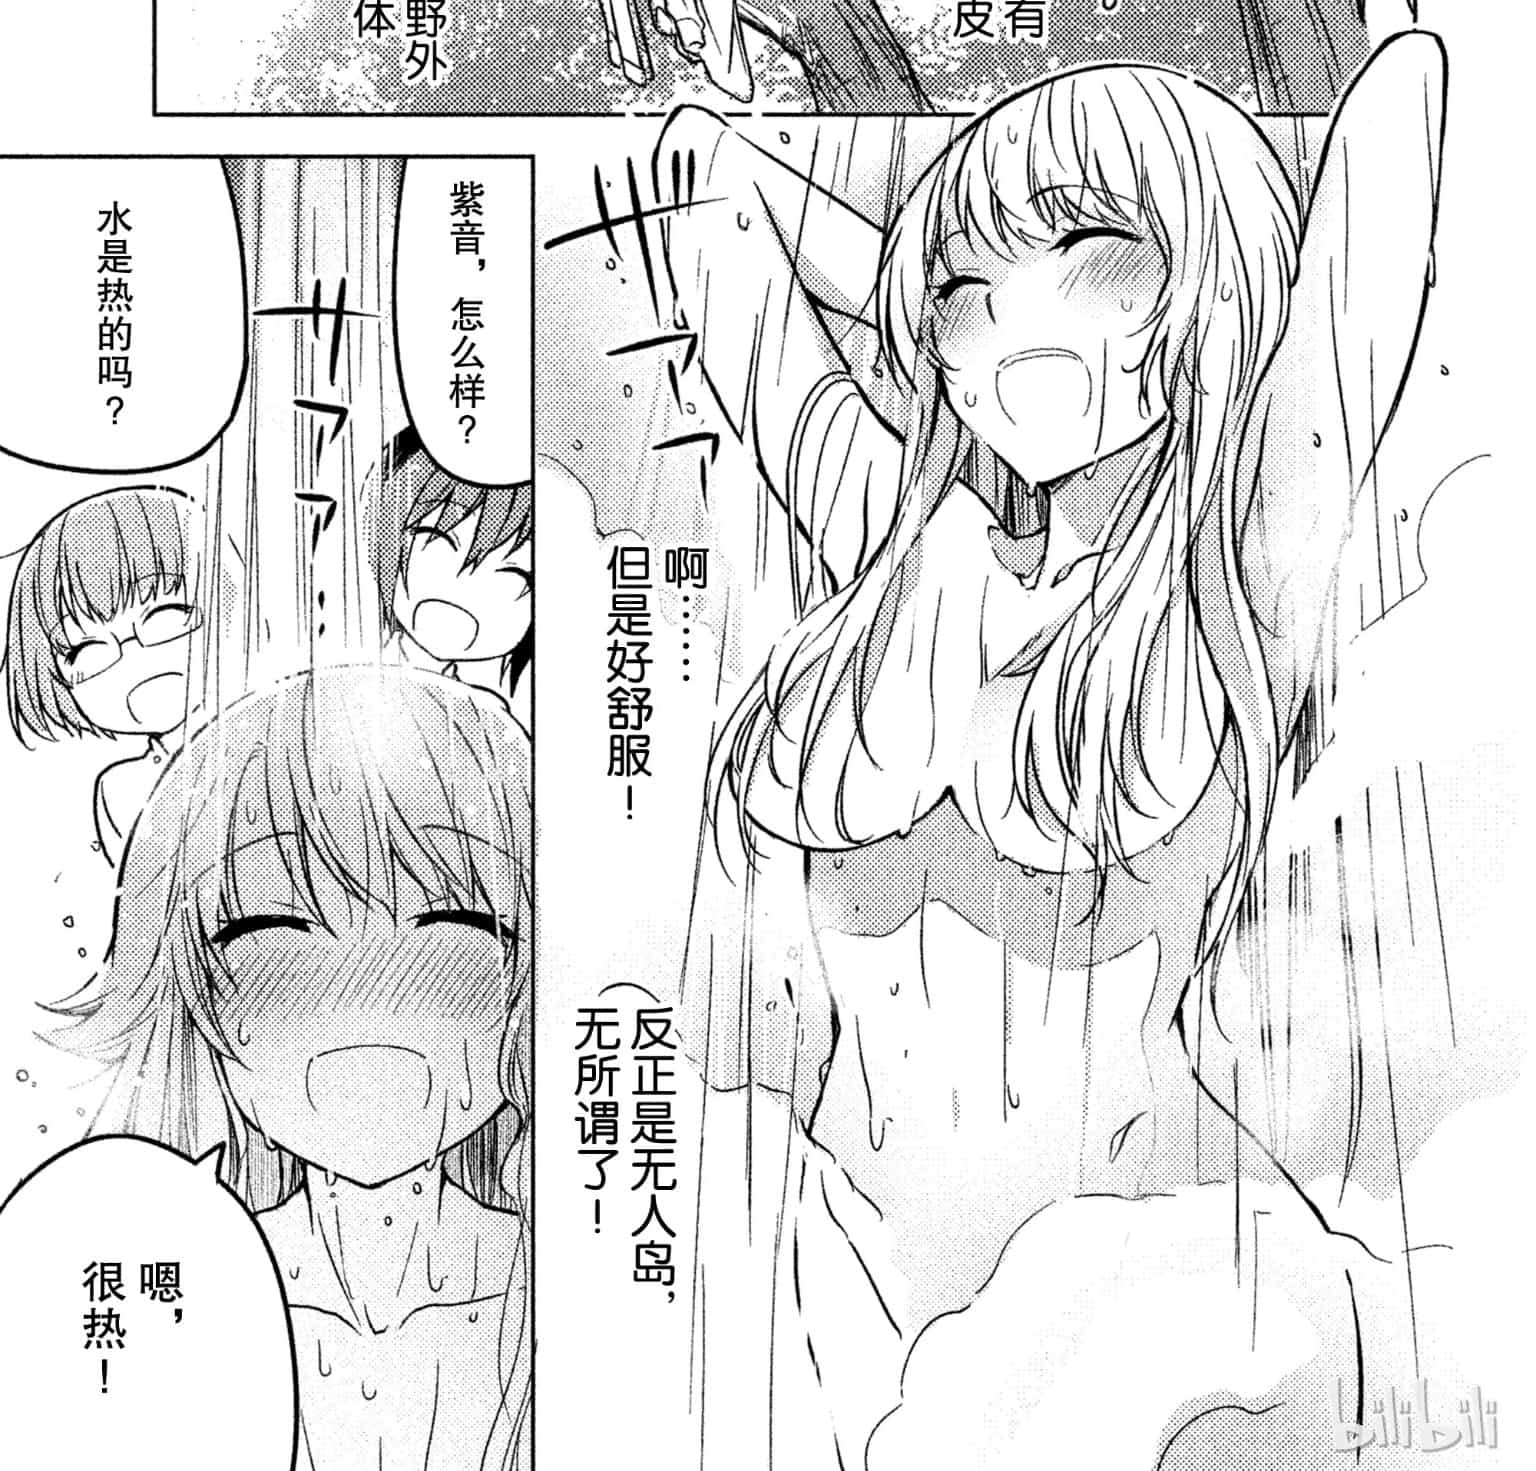 有
皮
野外
体
啊……
但是好舒服！
反正是无人岛，
无所谓了！
紫音，怎么样？
水是热的吗？
嗯，
很热！
bilibili